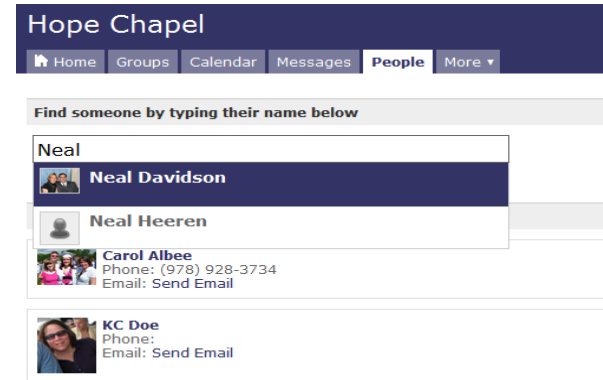 Hope Chapel
Home Groups Calendar Messages People More ▾
Find someone by typing their name below
Neal
Neal Davidson
Neal Heeren
Carol Albee
Phone: (978) 928-3734
Email: Send Email
KC Doe
Phone:
Email: Send Email